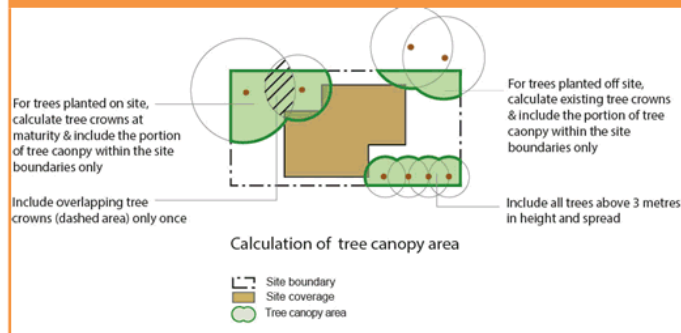 For trees planted on site,
calculate tree crowns at
maturity & include the portion
of tree canopy within the site
boundaries only
Include overlapping tree
crowns (dashed area) only once
For trees planted off site,
calculate existing tree crowns
& include the portion of tree
caonpy within the site
boundaries only
Include all trees above 3 metres
in height and spread
Calculation of tree canopy area
Site boundary
Site coverage
Tree canopy area